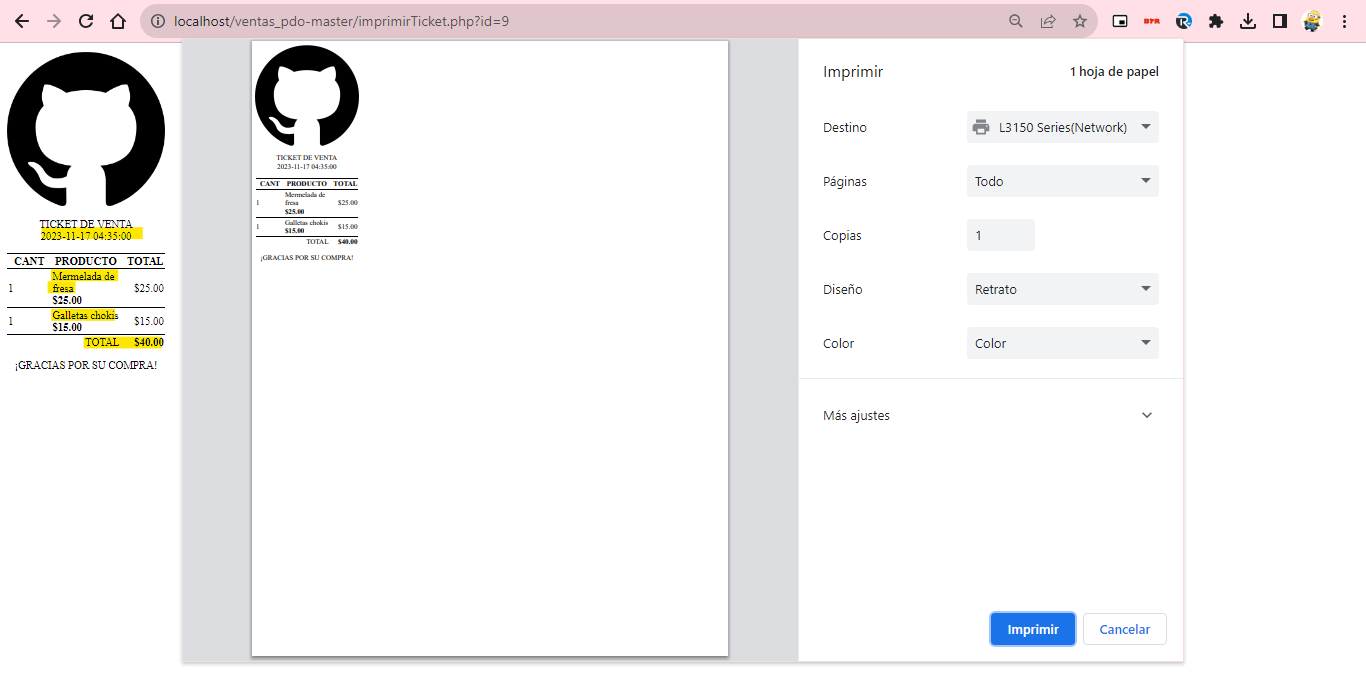 localhost/ventas_pdo-master/imprimirTicket.php?id=9
BFR
TICKET DE VENTA
2023-11-17 04:35:00
CANT PRODUCTO TOTAL
Mermelada de
1 fresa $25.00
$25.00
1 Galletas chokis $15.00
$15.00
TOTAL $40.00
¡GRACIAS POR SU COMPRA!
TICKET DE VENTA
2023-11-17 04:35:00
CANT PRODUCTO TOTAL
Mermelada de
1 fresa $25.00
$25.00
1 Galletas chokis $15.00
$15.00
TOTAL $40.00
¡GRACIAS POR SU COMPRA!
Imprimir 1 hoja de papel
Destino L3150 Series(Network)
Páginas Todo
Copias 1
Diseño Retrato
Color Color
Más ajustes
Imprimir Cancelar